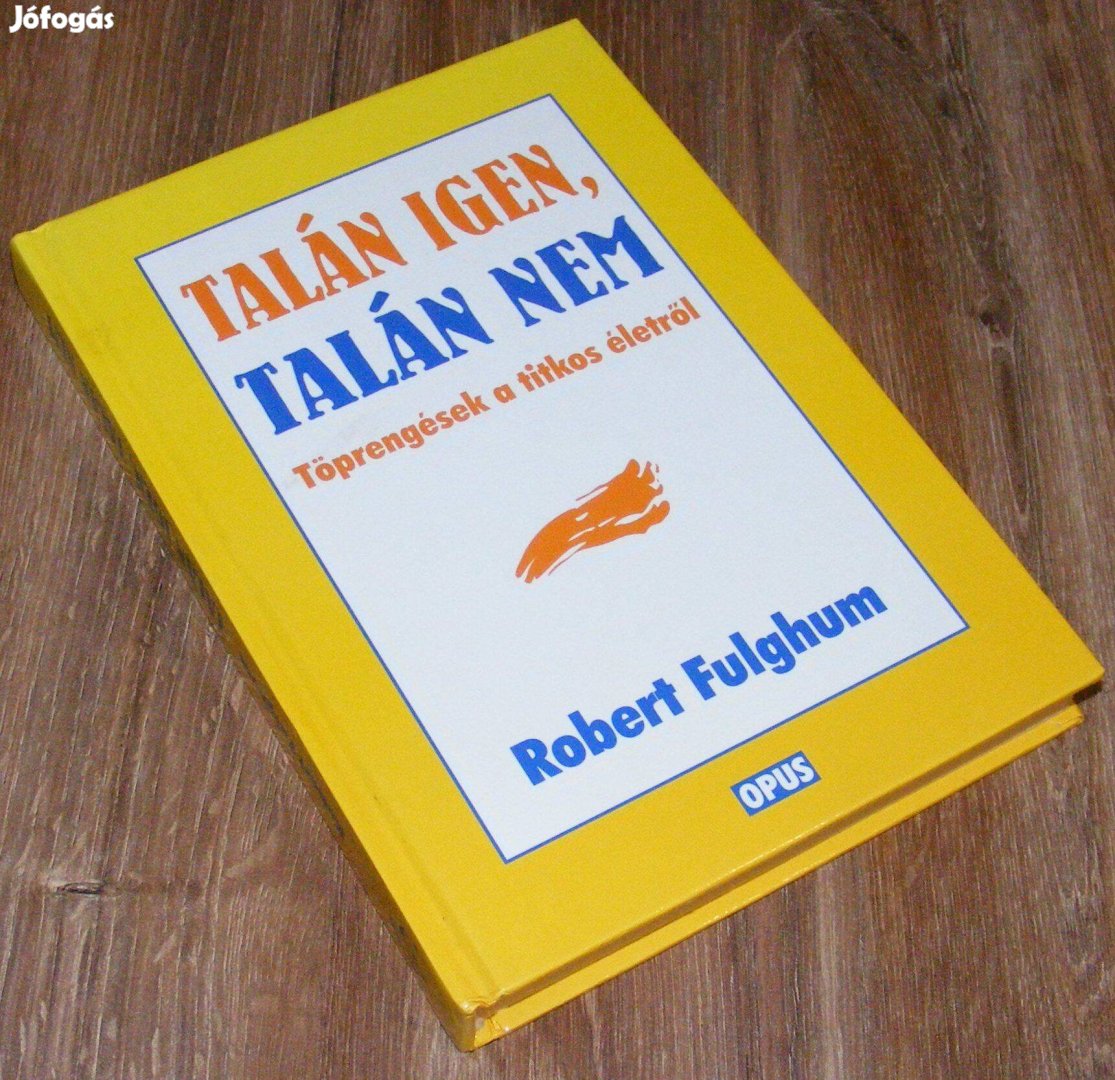 Jófogás
TALÁN IGEN,
TALÁN NEM
Töprengések a titkos életről
Robert Fulghum
OPUS